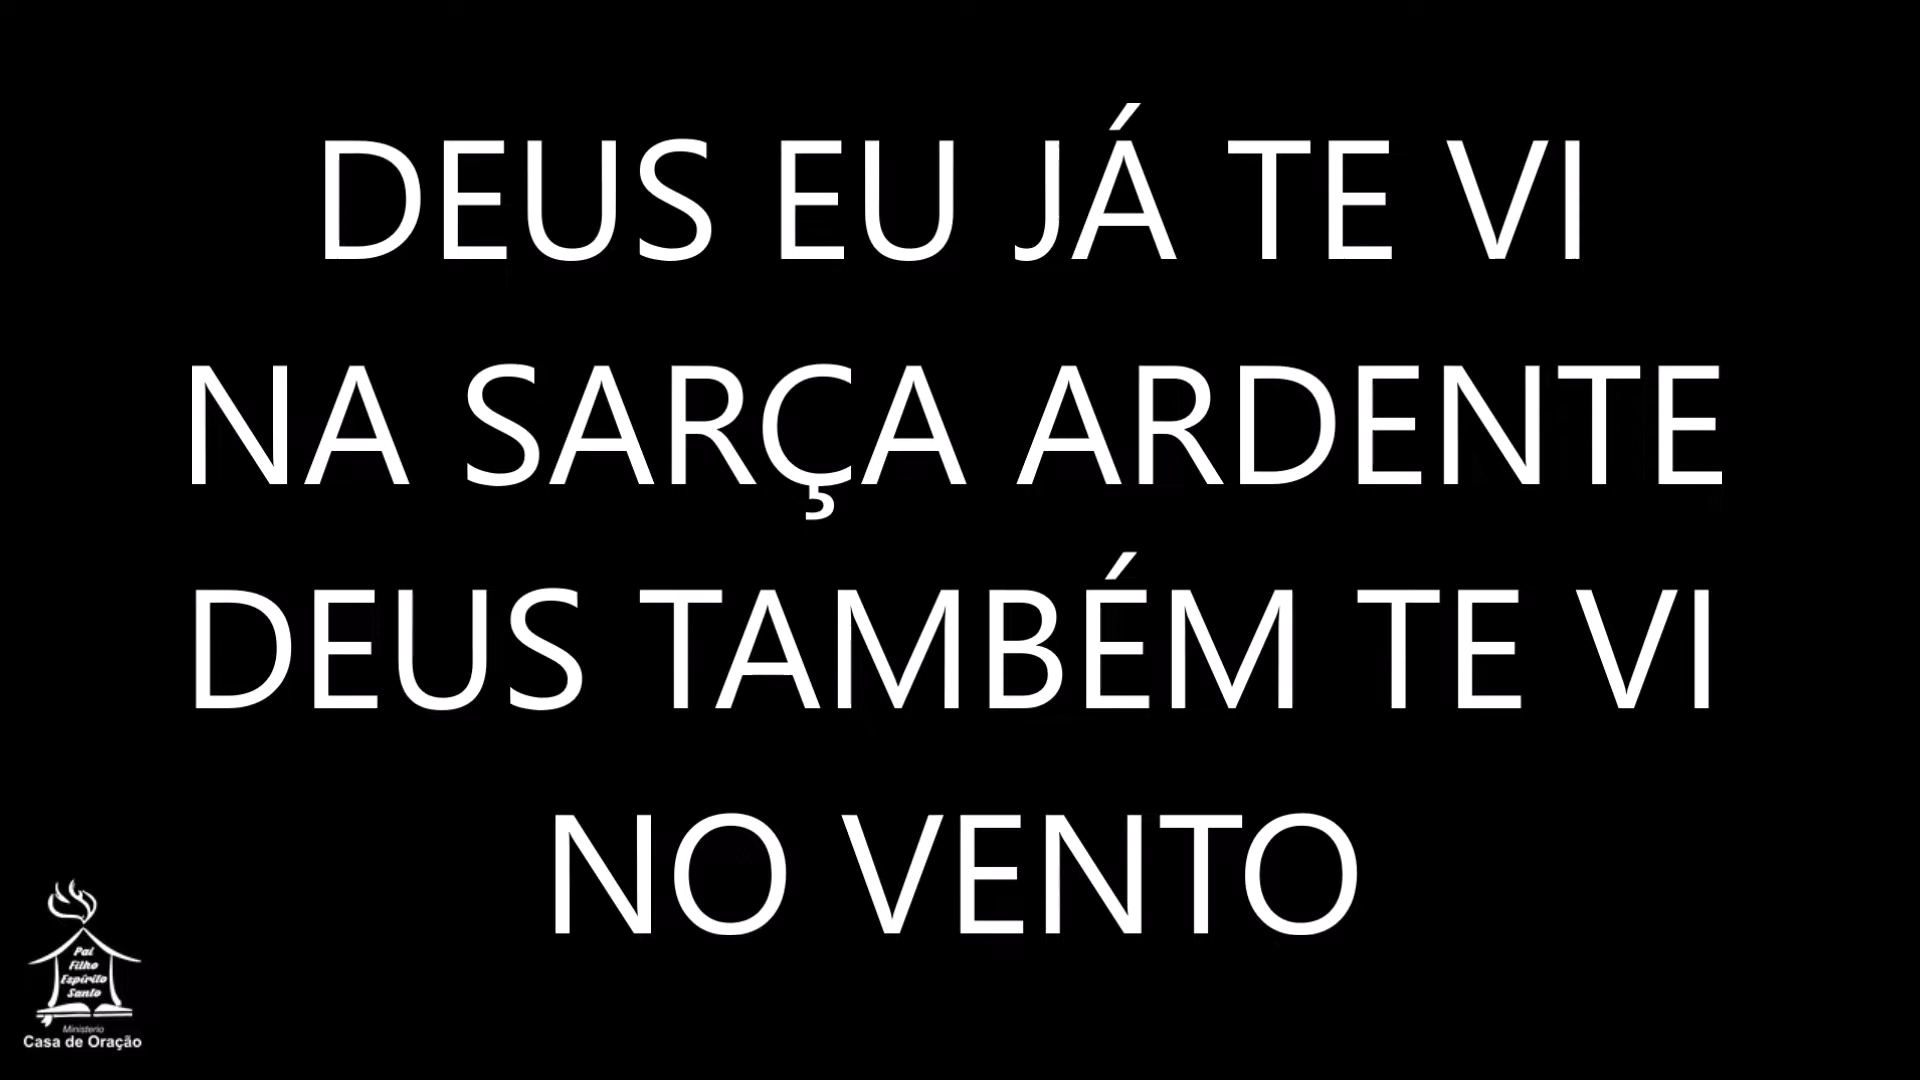 DEUS EU JÁ TE VI
NA SARÇA ARDENTE
DEUS TAMBÉM TE VI
NO VENTO
Pai
Filho
Espírito
Santo
Ministerio
Casa de Oração